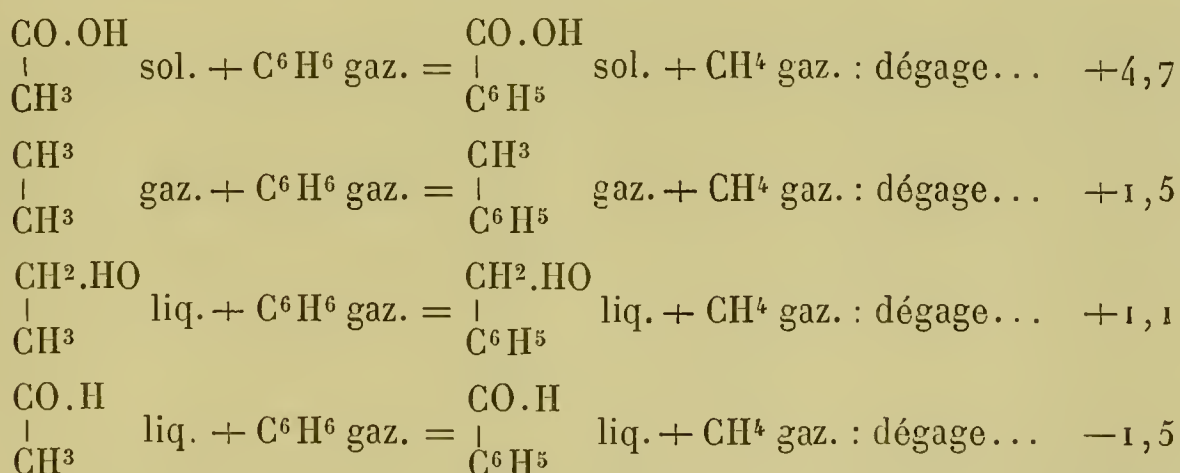 CO.OH CO.OH
| sol. + C⁶H⁶ gaz. = | sol. + CH⁴ gaz. : dégage... +4,7
CH³ C⁶H⁵
CH³ CH³
| gaz. + C⁶H⁶ gaz. = | gaz. + CH⁴ gaz. : dégage... +1,5
CH³ C⁶H⁵
CH².HO CH².HO
| liq. + C⁶H⁶ gaz. = | liq. + CH⁴ gaz. : dégage... +1,1
CH³ C⁶H⁵
CO.H CO.H
| liq. + C⁶H⁶ gaz. = | liq. + CH⁴ gaz. : dégage... —1,5
CH³ C⁶H⁵